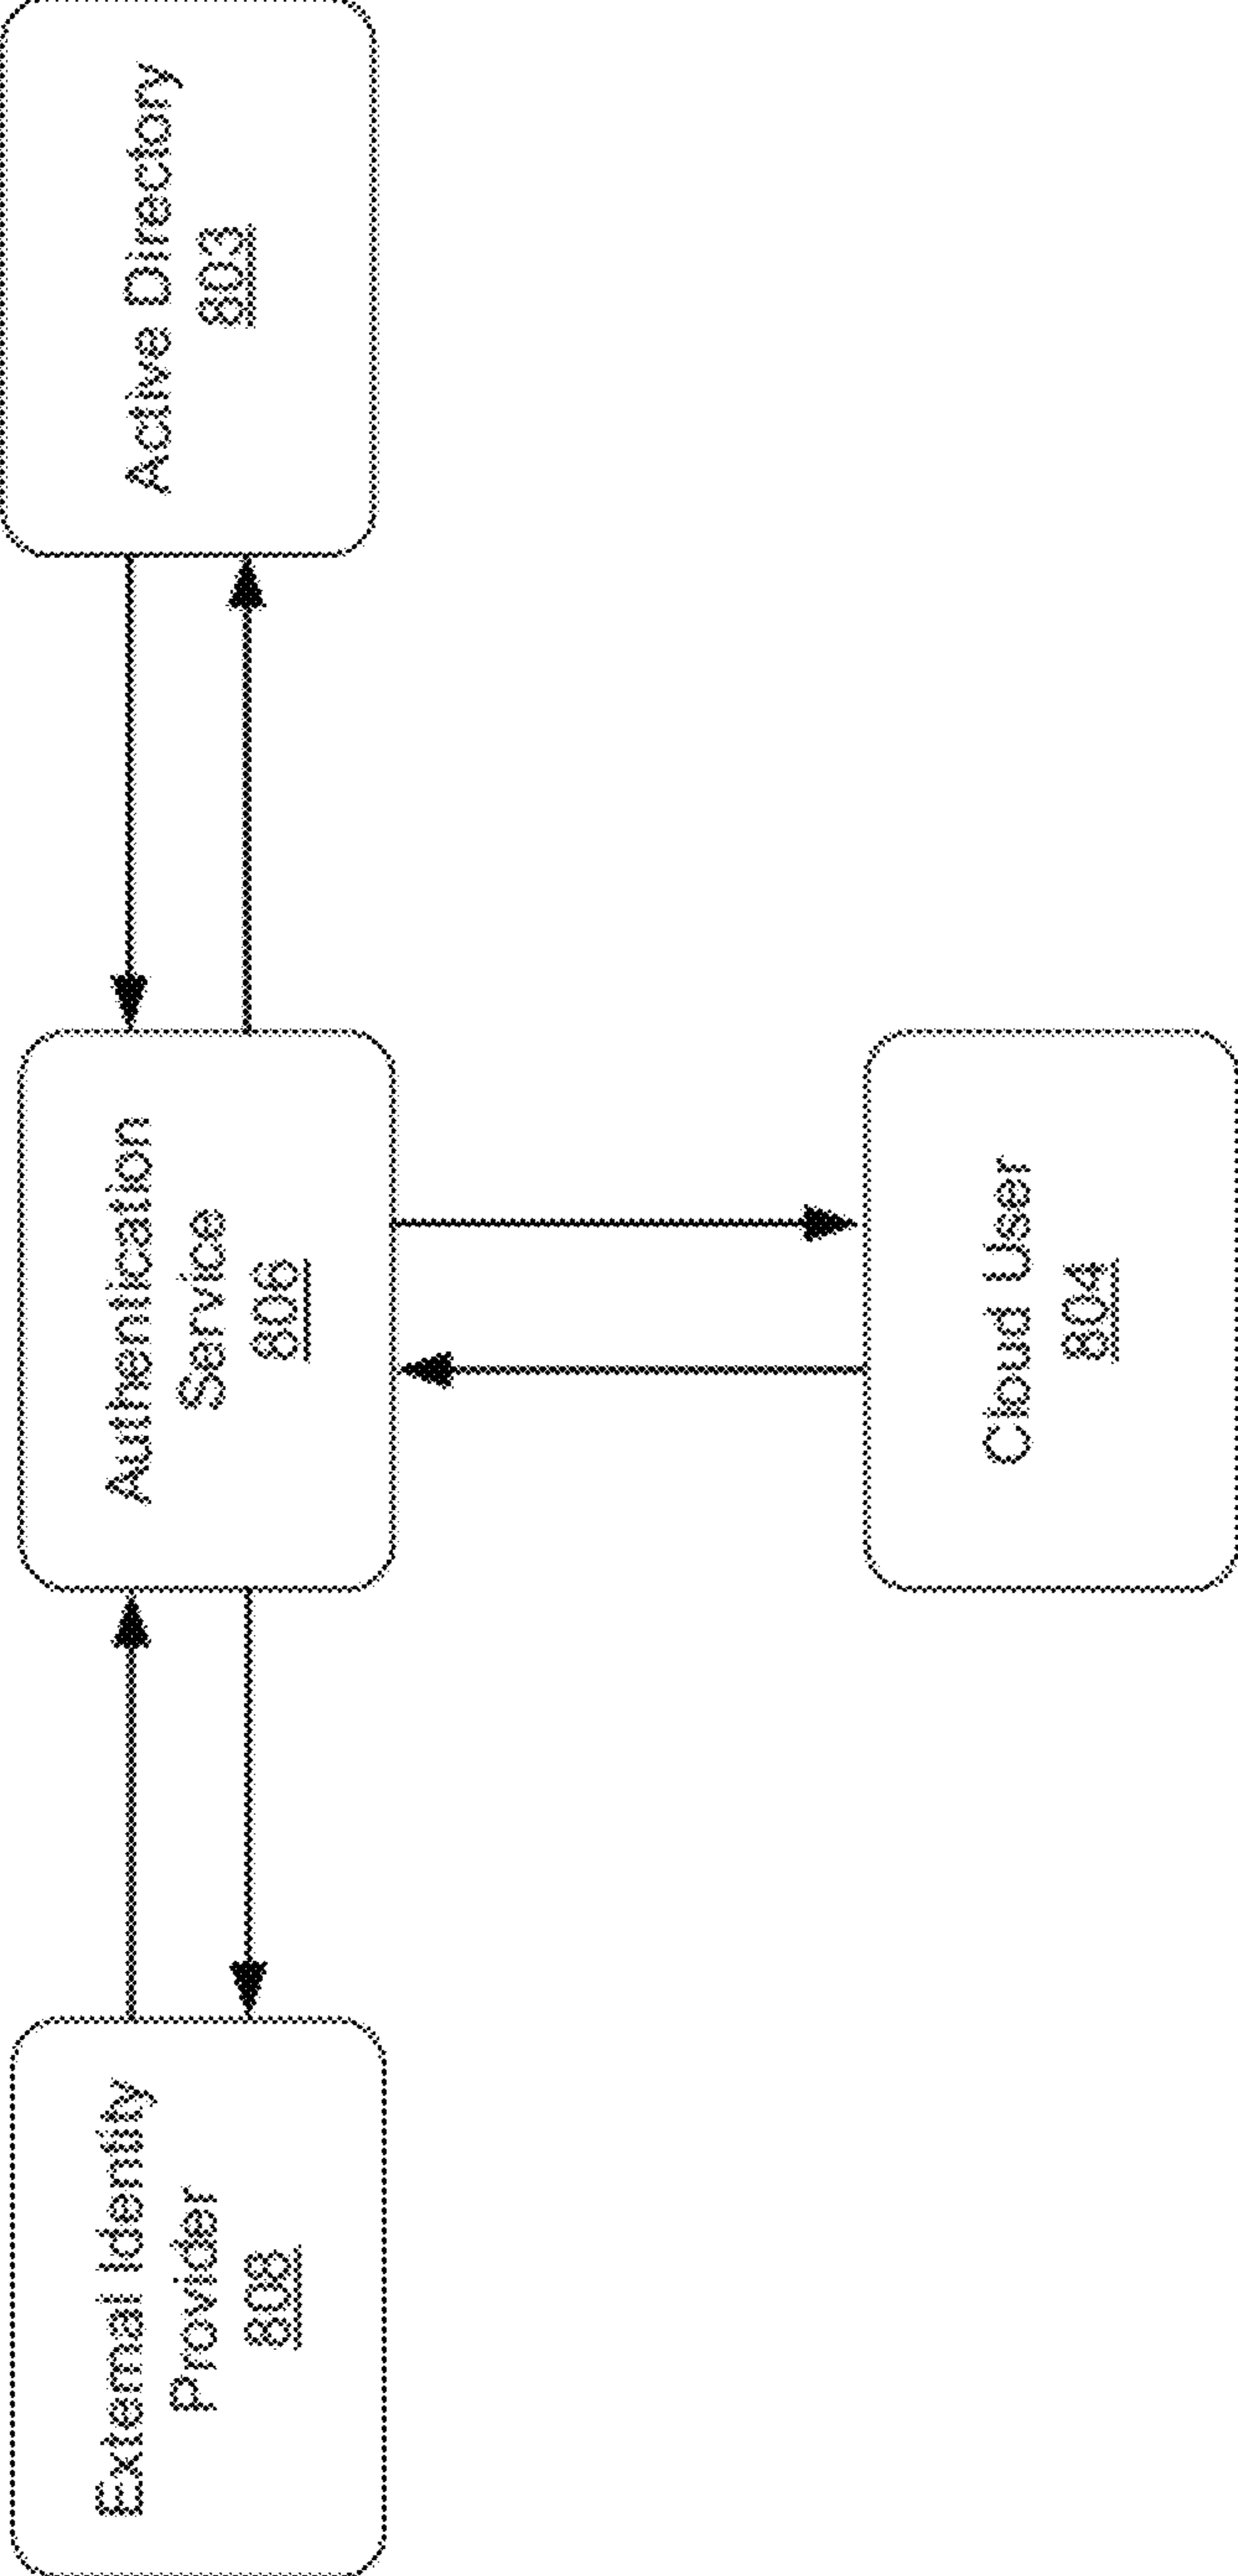 External Identity
Provider
808
Authentication
Service
806
Active Directory
803
Cloud User
804